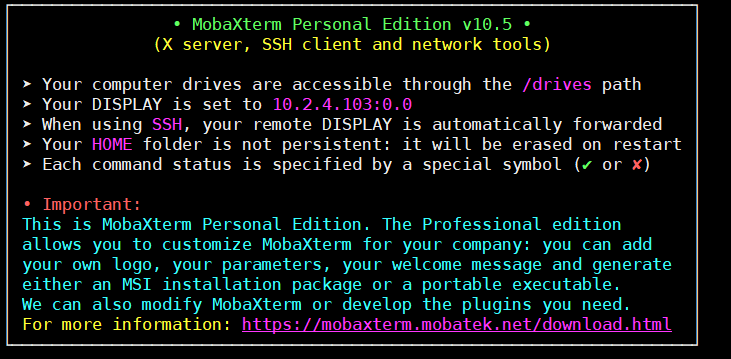 • MobaXterm Personal Edition v10.5 •
(X server, SSH client and network tools)
➤ Your computer drives are accessible through the /drives path
➤ Your DISPLAY is set to 10.2.4.103:0.0
➤ When using SSH, your remote DISPLAY is automatically forwarded
➤ Your HOME folder is not persistent: it will be erased on restart
➤ Each command status is specified by a special symbol (✔ or ✘)
• Important:
This is MobaXterm Personal Edition. The Professional edition
allows you to customize MobaXterm for your company: you can add
your own logo, your parameters, your welcome message and generate
either an MSI installation package or a portable executable.
We can also modify MobaXterm or develop the plugins you need.
For more information: https://mobaxterm.mobatek.net/download.html